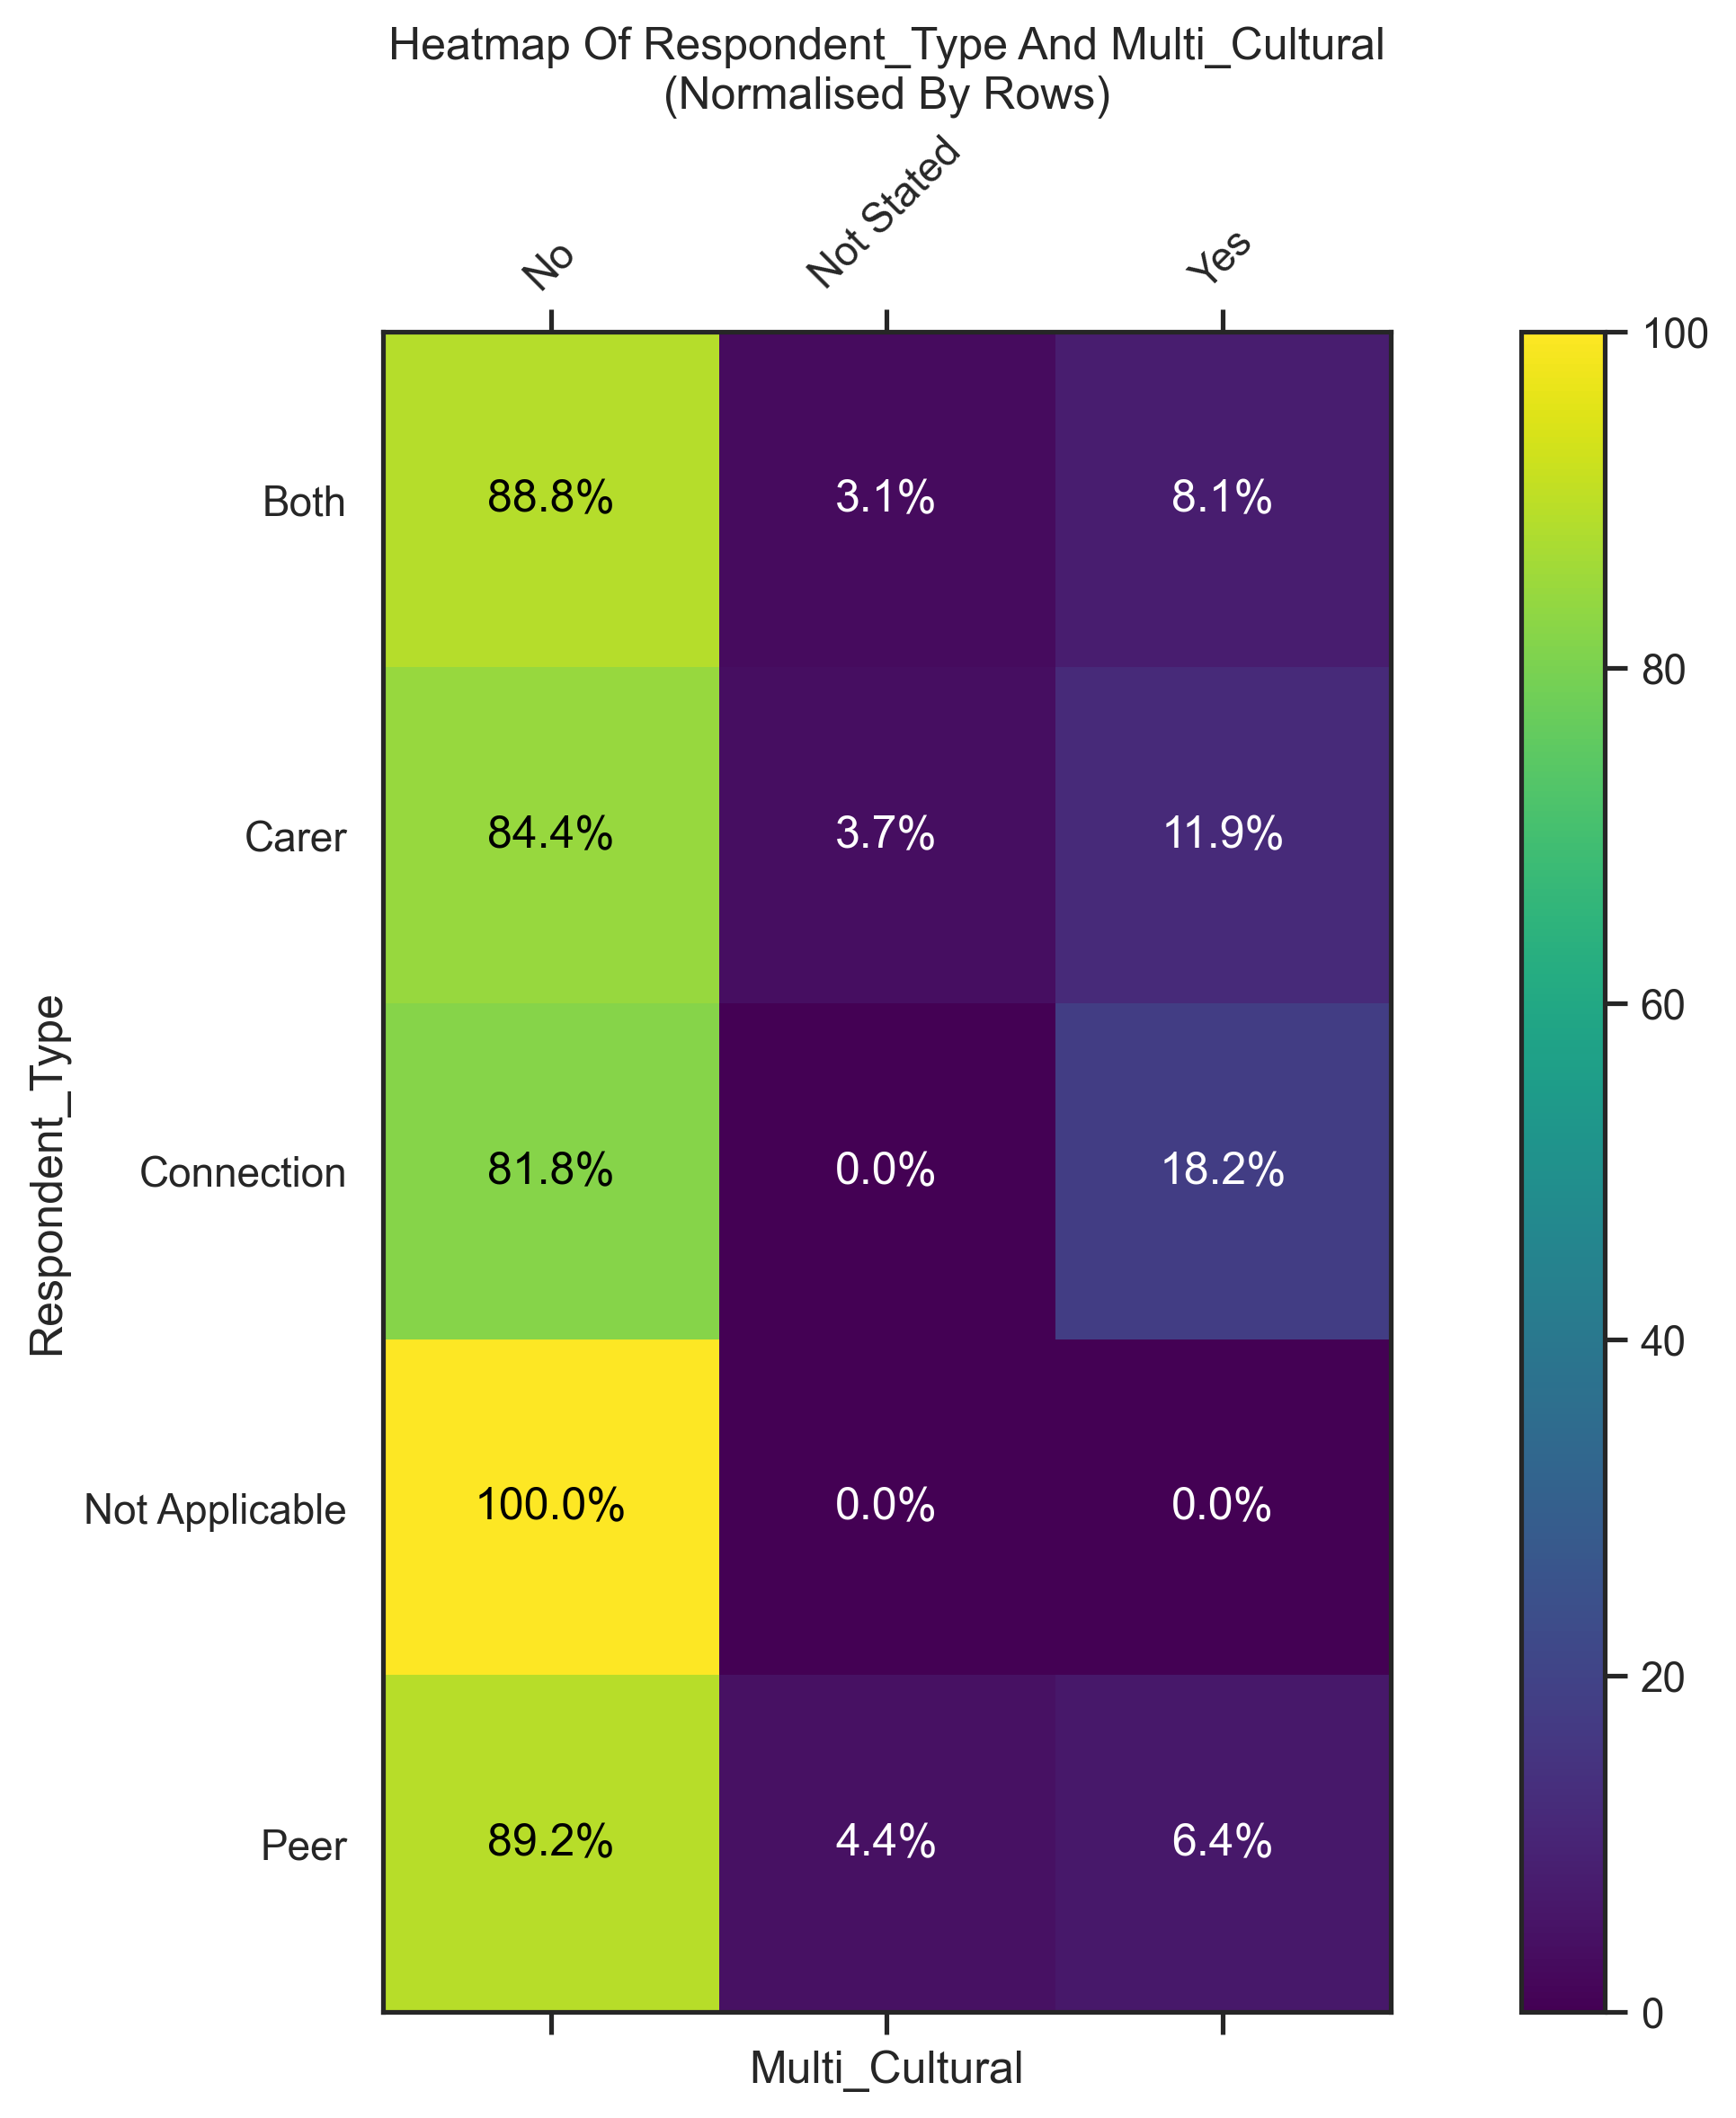 Heatmap Of Respondent_Type And Multi_Cultural
(Normalised By Rows)
No
Not Stated
Yes
100
80
60
40
20
0
Respondent_Type
Both
88.8%
3.1%
8.1%
Carer
84.4%
3.7%
11.9%
Connection
81.8%
0.0%
18.2%
Not Applicable
100.0%
0.0%
0.0%
Peer
89.2%
4.4%
6.4%
Multi_Cultural